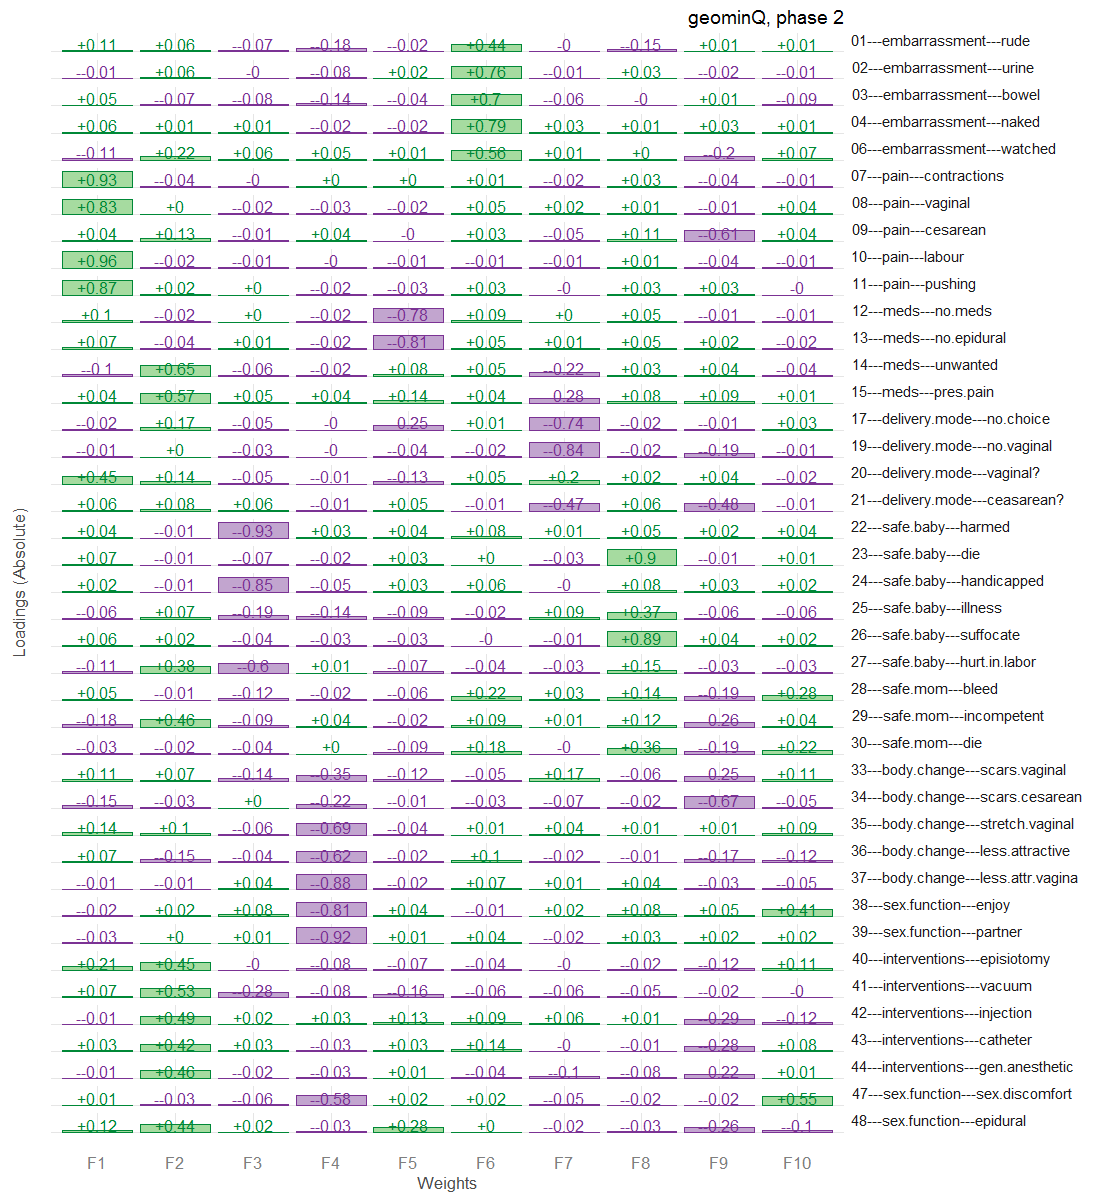 geominQ, phase 2
+0.11 +0.06 --0.07 --0.18 --0.02 +0.44 -0 --0.15 +0.01 +0.01 01---embarrassment---rude
--0.01 +0.06 -0 --0.08 +0.02 +0.76 --0.01 +0.03 --0.02 --0.01 02---embarrassment---urine
+0.05 --0.07 --0.08 --0.14 --0.04 +0.7 --0.06 -0 +0.01 --0.09 03---embarrassment---bowel
+0.06 +0.01 +0.01 --0.02 --0.02 +0.79 +0.03 +0.01 +0.03 +0.01 04---embarrassment---naked
--0.11 +0.22 +0.06 +0.05 +0.01 +0.56 +0.01 +0 --0.2 +0.07 06---embarrassment---watched
+0.93 --0.04 -0 +0 +0 +0.01 --0.02 +0.03 --0.04 --0.01 07---pain---contractions
+0.83 +0 --0.02 --0.03 --0.02 +0.05 +0.02 +0.01 --0.01 +0.04 08---pain---vaginal
+0.04 +0.13 --0.01 +0.04 -0 +0.03 --0.05 +0.11 --0.61 +0.04 09---pain---cesarean
+0.96 --0.02 --0.01 -0 --0.01 --0.01 --0.01 +0.01 --0.04 --0.01 10---pain---labour
+0.87 +0.02 +0 --0.02 --0.03 +0.03 -0 +0.03 --0.03 -0 11---pain---pushing
+0.1 --0.02 +0 --0.02 --0.78 +0.09 +0 +0.05 --0.01 --0.01 12---meds---no.meds
+0.07 --0.04 +0.01 --0.02 --0.81 +0.05 +0.01 +0.05 +0.02 --0.02 13---meds---no.epidural
--0.1 +0.65 --0.06 --0.02 +0.08 +0.05 --0.22 +0.03 +0.04 --0.04 14---meds---unwanted
+0.04 +0.57 +0.05 +0.04 +0.14 +0.04 --0.28 +0.08 +0.09 +0.01 15---meds---pres.pain
--0.02 +0.17 --0.05 -0 --0.25 +0.01 --0.74 --0.02 --0.01 +0.03 17---delivery.mode---no.choice
--0.01 +0 --0.03 -0 --0.04 --0.02 --0.84 --0.02 --0.19 --0.01 19---delivery.mode---no.vaginal
+0.45 +0.14 --0.05 --0.01 --0.13 +0.05 +0.2 +0.02 +0.04 --0.02 20---delivery.mode---vaginal?
+0.06 +0.08 +0.06 --0.01 +0.05 --0.01 --0.47 +0.06 --0.48 --0.01 21---delivery.mode---ceasarean?
+0.04 --0.01 --0.93 +0.03 +0.04 +0.08 +0.01 +0.05 +0.02 +0.04 22---safe.baby---harmed
+0.07 --0.01 --0.07 --0.02 +0.03 +0 --0.03 +0.9 --0.01 +0.01 23---safe.baby---die
+0.02 --0.01 --0.85 --0.05 +0.03 +0.06 -0 +0.08 +0.03 +0.02 24---safe.baby---handicapped
--0.06 +0.07 --0.19 --0.14 --0.09 --0.02 +0.09 +0.37 --0.06 --0.06 25---safe.baby---illness
+0.06 +0.02 --0.04 --0.03 --0.03 -0 --0.01 +0.89 +0.04 +0.02 26---safe.baby---suffocate
--0.11 +0.38 --0.6 +0.01 --0.07 --0.04 --0.03 +0.15 --0.03 --0.03 27---safe.baby---hurt.in.labor
+0.05 --0.01 --0.12 --0.02 --0.06 +0.22 +0.03 +0.14 --0.19 +0.28 28---safe.mom---bleed
--0.18 +0.46 --0.09 +0.04 --0.02 +0.09 +0.01 +0.12 --0.26 +0.04 29---safe.mom---incompetent
--0.03 --0.02 --0.04 +0 --0.09 +0.18 -0 +0.36 --0.19 +0.22 30---safe.mom---die
+0.11 +0.07 --0.14 --0.35 --0.12 --0.05 +0.17 --0.06 --0.25 +0.11 33---body.change---scars.vaginal
--0.15 --0.03 +0 --0.22 --0.01 --0.03 --0.07 --0.02 --0.67 --0.05 34---body.change---scars.cesarean
+0.14 +0.1 --0.06 --0.69 --0.04 +0.01 +0.04 +0.01 +0.01 +0.09 35---body.change---stretch.vaginal
+0.07 --0.15 --0.04 --0.62 --0.02 +0.1 --0.02 --0.01 --0.17 --0.12 36---body.change---less.attractive
--0.01 --0.01 +0.04 --0.88 --0.02 +0.07 +0.01 +0.04 --0.03 --0.05 37---body.change---less.attr.vagina
--0.02 +0.02 +0.08 --0.81 +0.04 --0.01 +0.02 +0.08 +0.05 +0.41 38---sex.function---enjoy
--0.03 +0 +0.01 --0.92 +0.01 +0.04 --0.02 +0.03 +0.02 +0.02 39---sex.function---partner
+0.21 +0.45 -0 --0.08 --0.07 --0.04 -0 --0.02 --0.12 +0.11 40---interventions---episiotomy
+0.07 +0.53 --0.28 --0.08 --0.16 --0.06 --0.06 --0.05 --0.02 -0 41---interventions---vacuum
--0.01 +0.49 +0.02 +0.03 +0.13 +0.09 +0.06 +0.01 --0.29 --0.12 42---interventions---injection
+0.03 +0.42 +0.03 --0.03 +0.03 +0.14 -0 --0.01 --0.28 +0.08 43---interventions---catheter
--0.01 +0.46 --0.02 --0.03 +0.01 --0.04 --0.1 --0.08 --0.22 +0.01 44---interventions---gen.anesthetic
+0.01 --0.03 --0.06 --0.58 +0.02 +0.02 --0.05 --0.02 --0.02 +0.55 47---sex.function---sex.discomfort
+0.12 +0.44 +0.02 --0.03 +0.28 +0 --0.02 --0.03 --0.26 --0.1 48---sex.function---epidural
F1 F2 F3 F4 F5 F6 F7 F8 F9 F10
Weights
Loadings (Absolute)